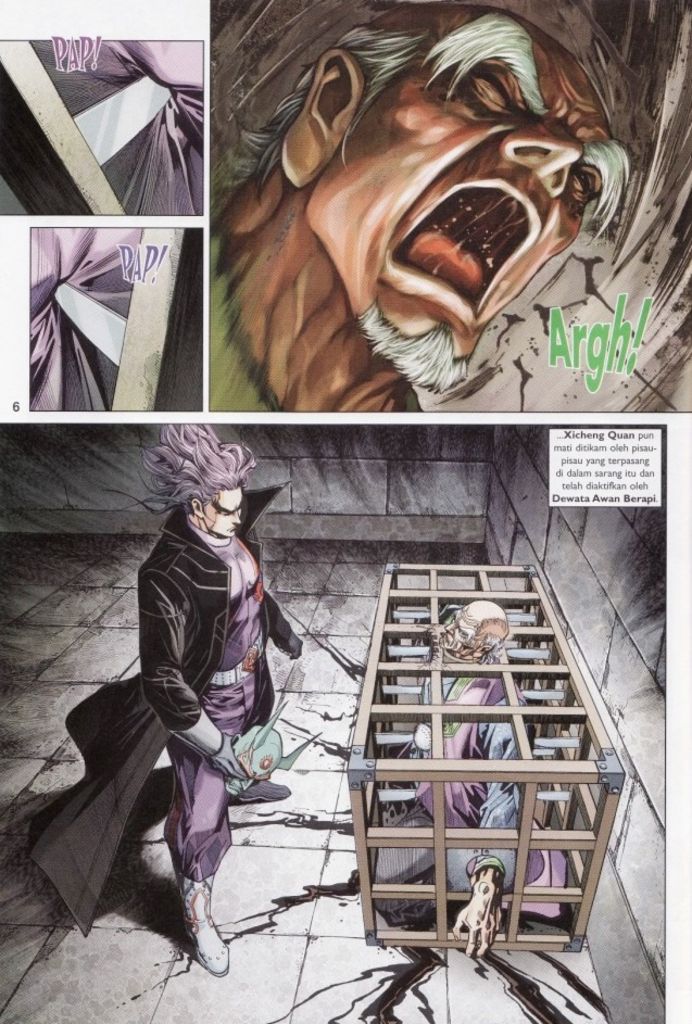 PAP!
PAP!
Argh!
6
...Xicheng Quan pun
mati ditikam oleh pisau-
pisau yang terpasang
di dalam sarang itu dan
telah diaktifkan oleh
Dewata Awan Berapi.